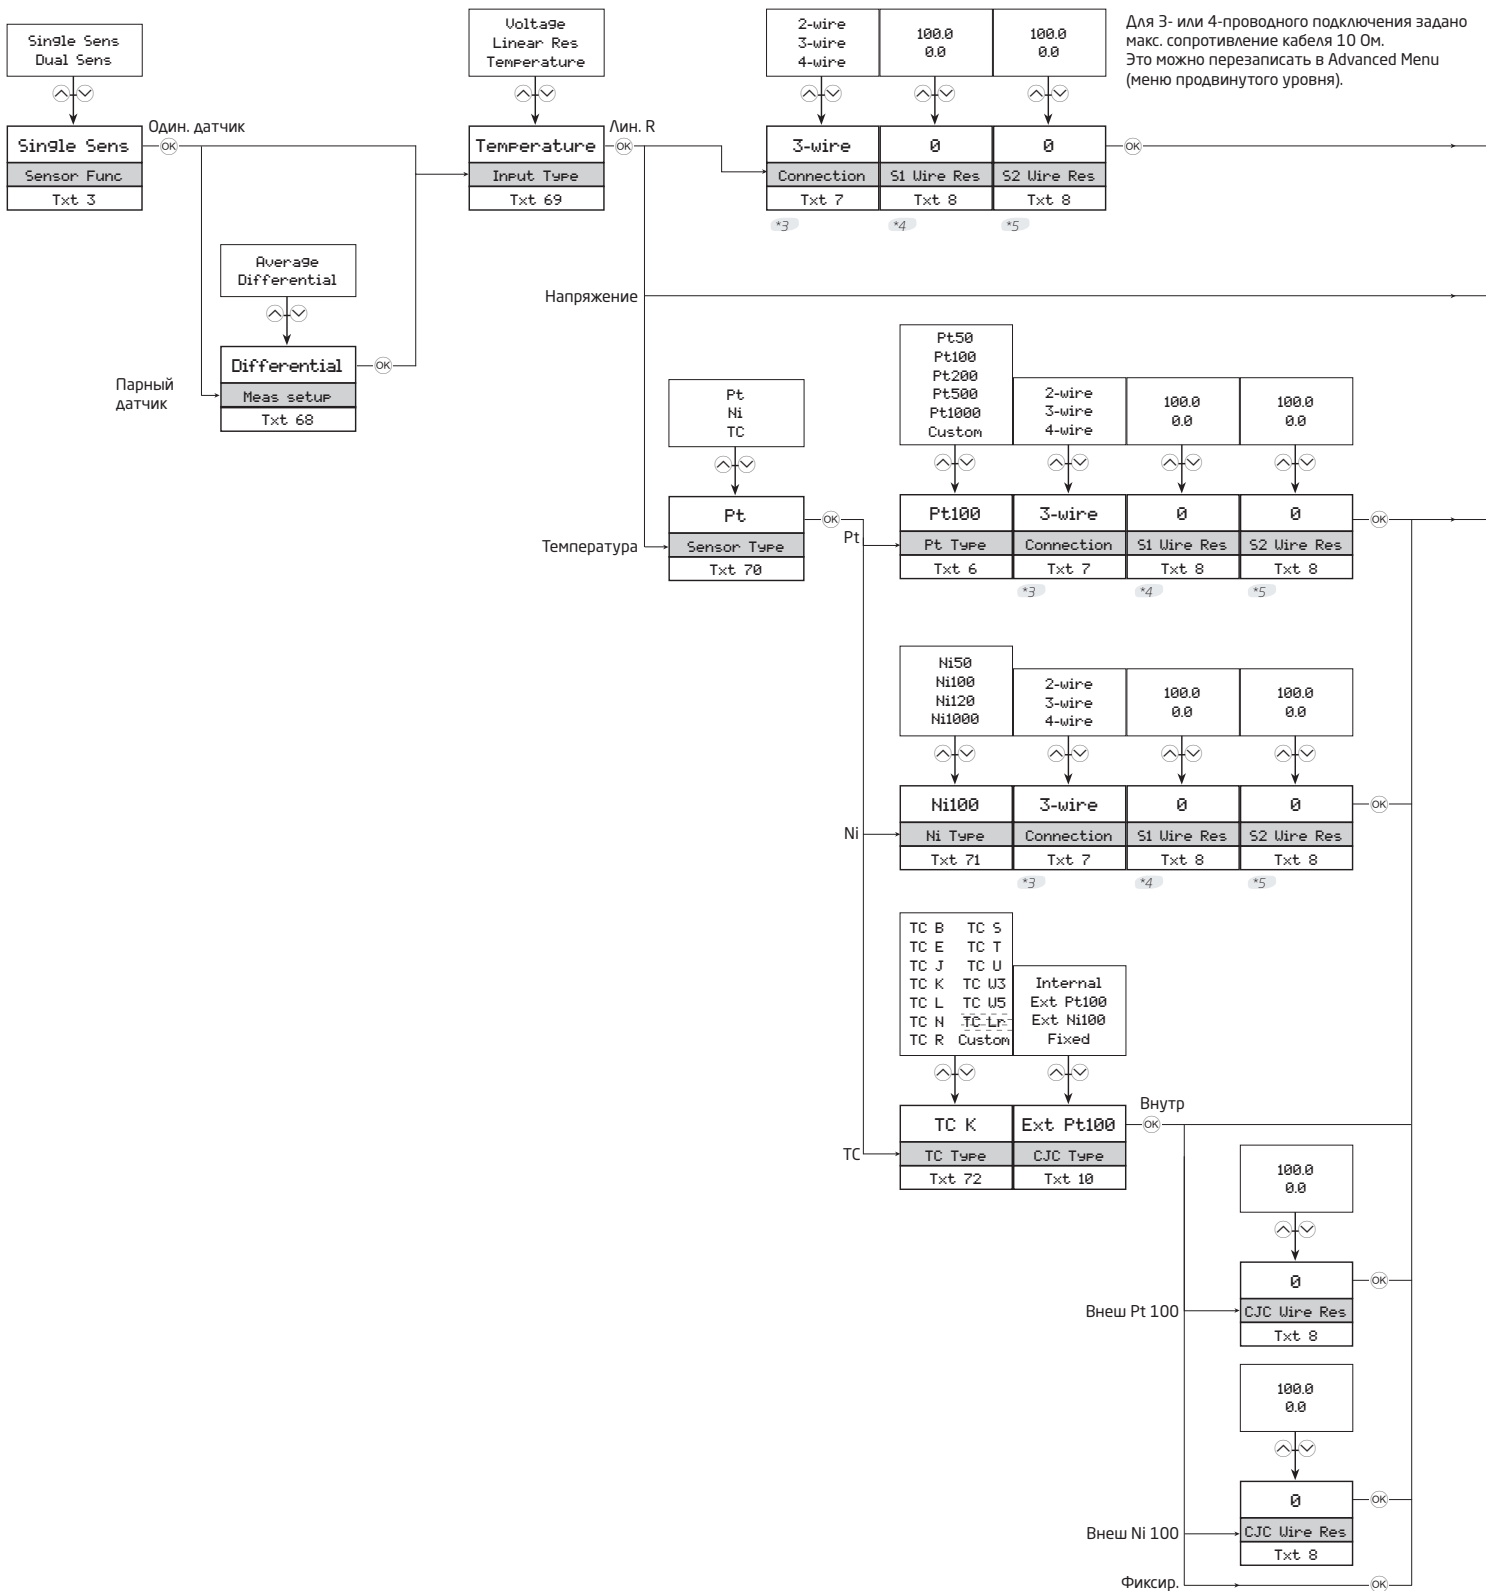 Single Sens
Dual Sens
Single Sens
Sensor Func
Txt 3
Один. датчик
OK
Average
Differential
Differential
Meas setup
Txt 68
OK
Парный
датчик
Voltage
Linear Res
Temperature
Temperature
Input Type
Txt 69
Лин. R
OK
2-wire
3-wire
4-wire
100.0
0.0
100.0
0.0
3-wire
0
0
Connection
S1 Wire Res
S2 Wire Res
Txt 7
Txt 8
Txt 8
*3
*4
*5
OK
Для 3- или 4-проводного подключения задано
макс. сопротивление кабеля 10 Ом.
Это можно перезаписать в Advanced Menu
(меню продвинутого уровня).
Напряжение
Температура
Pt
Ni
TC
Pt
Sensor Type
Txt 70
OK
Pt
Pt50
Pt100
Pt200
Pt500
Pt1000
Custom
2-wire
3-wire
4-wire
100.0
0.0
100.0
0.0
Pt100
3-wire
0
0
Pt Type
Connection
S1 Wire Res
S2 Wire Res
Txt 6
Txt 7
Txt 8
Txt 8
*3
*4
*5
OK
Ni
Ni50
Ni100
Ni120
Ni1000
2-wire
3-wire
4-wire
100.0
0.0
100.0
0.0
Ni100
3-wire
0
0
Ni Type
Connection
S1 Wire Res
S2 Wire Res
Txt 71
Txt 7
Txt 8
Txt 8
*3
*4
*5
OK
TC
TC B TC S
TC E TC T
TC J TC U
TC K TC W3
TC L TC W5
TC N TC Lr
TC R Custom
Internal
Ext Pt100
Ext Ni100
Fixed
TC K
Ext Pt100
TC Type
CJC Type
Txt 72
Txt 10
Внутр
OK
100.0
0.0
0
CJC Wire Res
Txt 8
OK
Внеш Pt 100
100.0
0.0
0
CJC Wire Res
Txt 8
OK
Внеш Ni 100
Фиксир.
OK